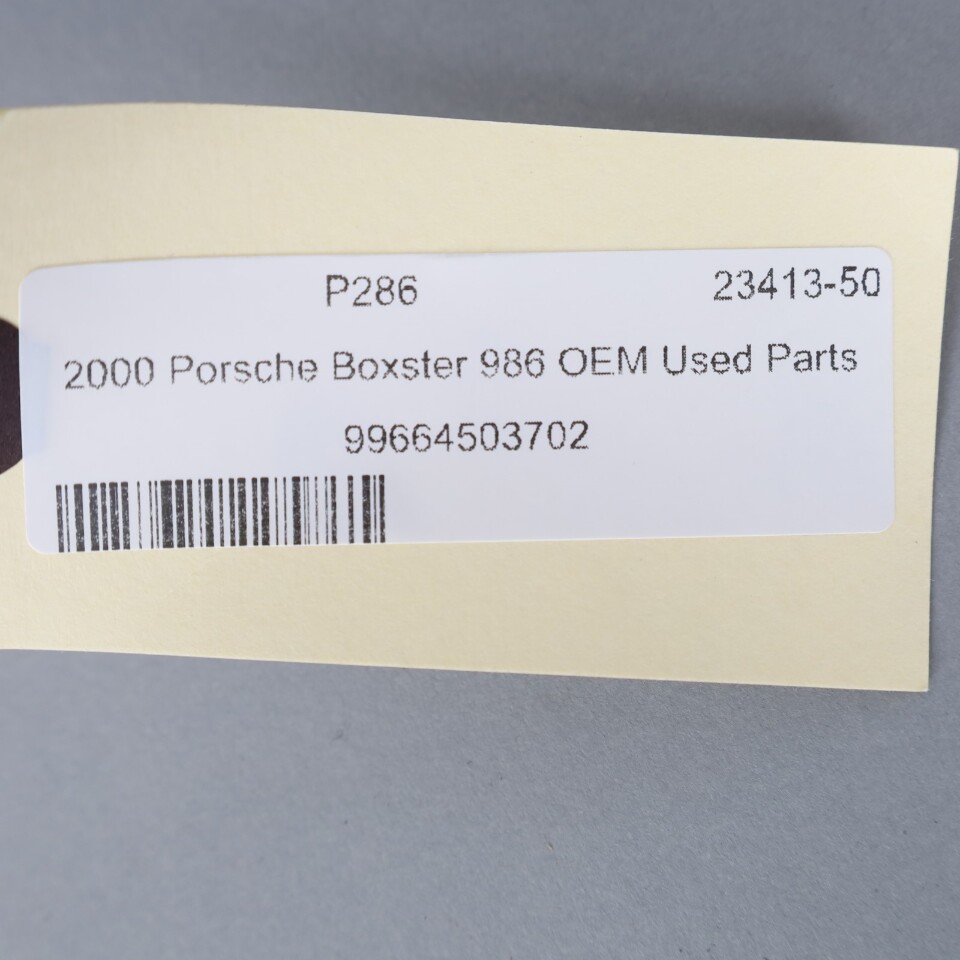 P286 23413-50
2000 Porsche Boxster 986 OEM Used Parts
99664503702